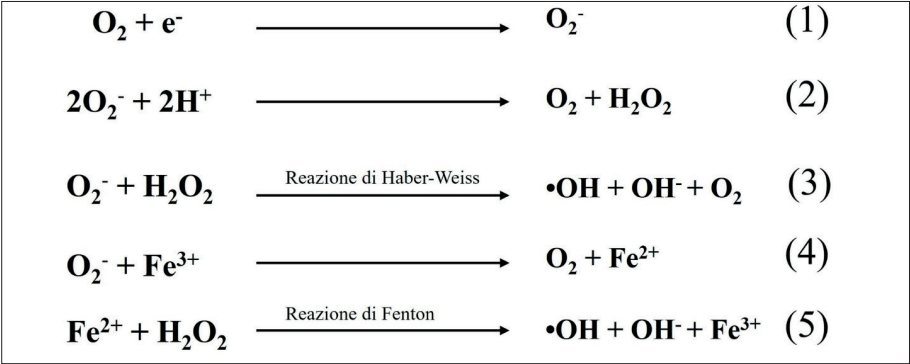 O₂ + e⁻ → O₂⁻ (1)
2O₂⁻ + 2H⁺ → O₂ + H₂O₂ (2)
Reazione di Haber-Weiss
O₂⁻ + H₂O₂ → •OH + OH⁻ + O₂ (3)
O₂⁻ + Fe³⁺ → O₂ + Fe²⁺ (4)
Reazione di Fenton
Fe²⁺ + H₂O₂ → •OH + OH⁻ + Fe³⁺ (5)